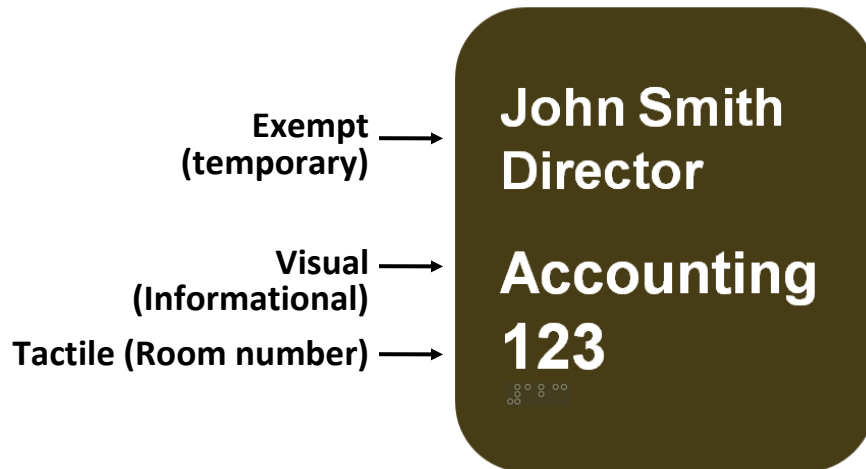 Exempt
(temporary)
John Smith
Director
Visual
(Informational)
Accounting
Tactile (Room number)
123
⠼⠁⠃⠉